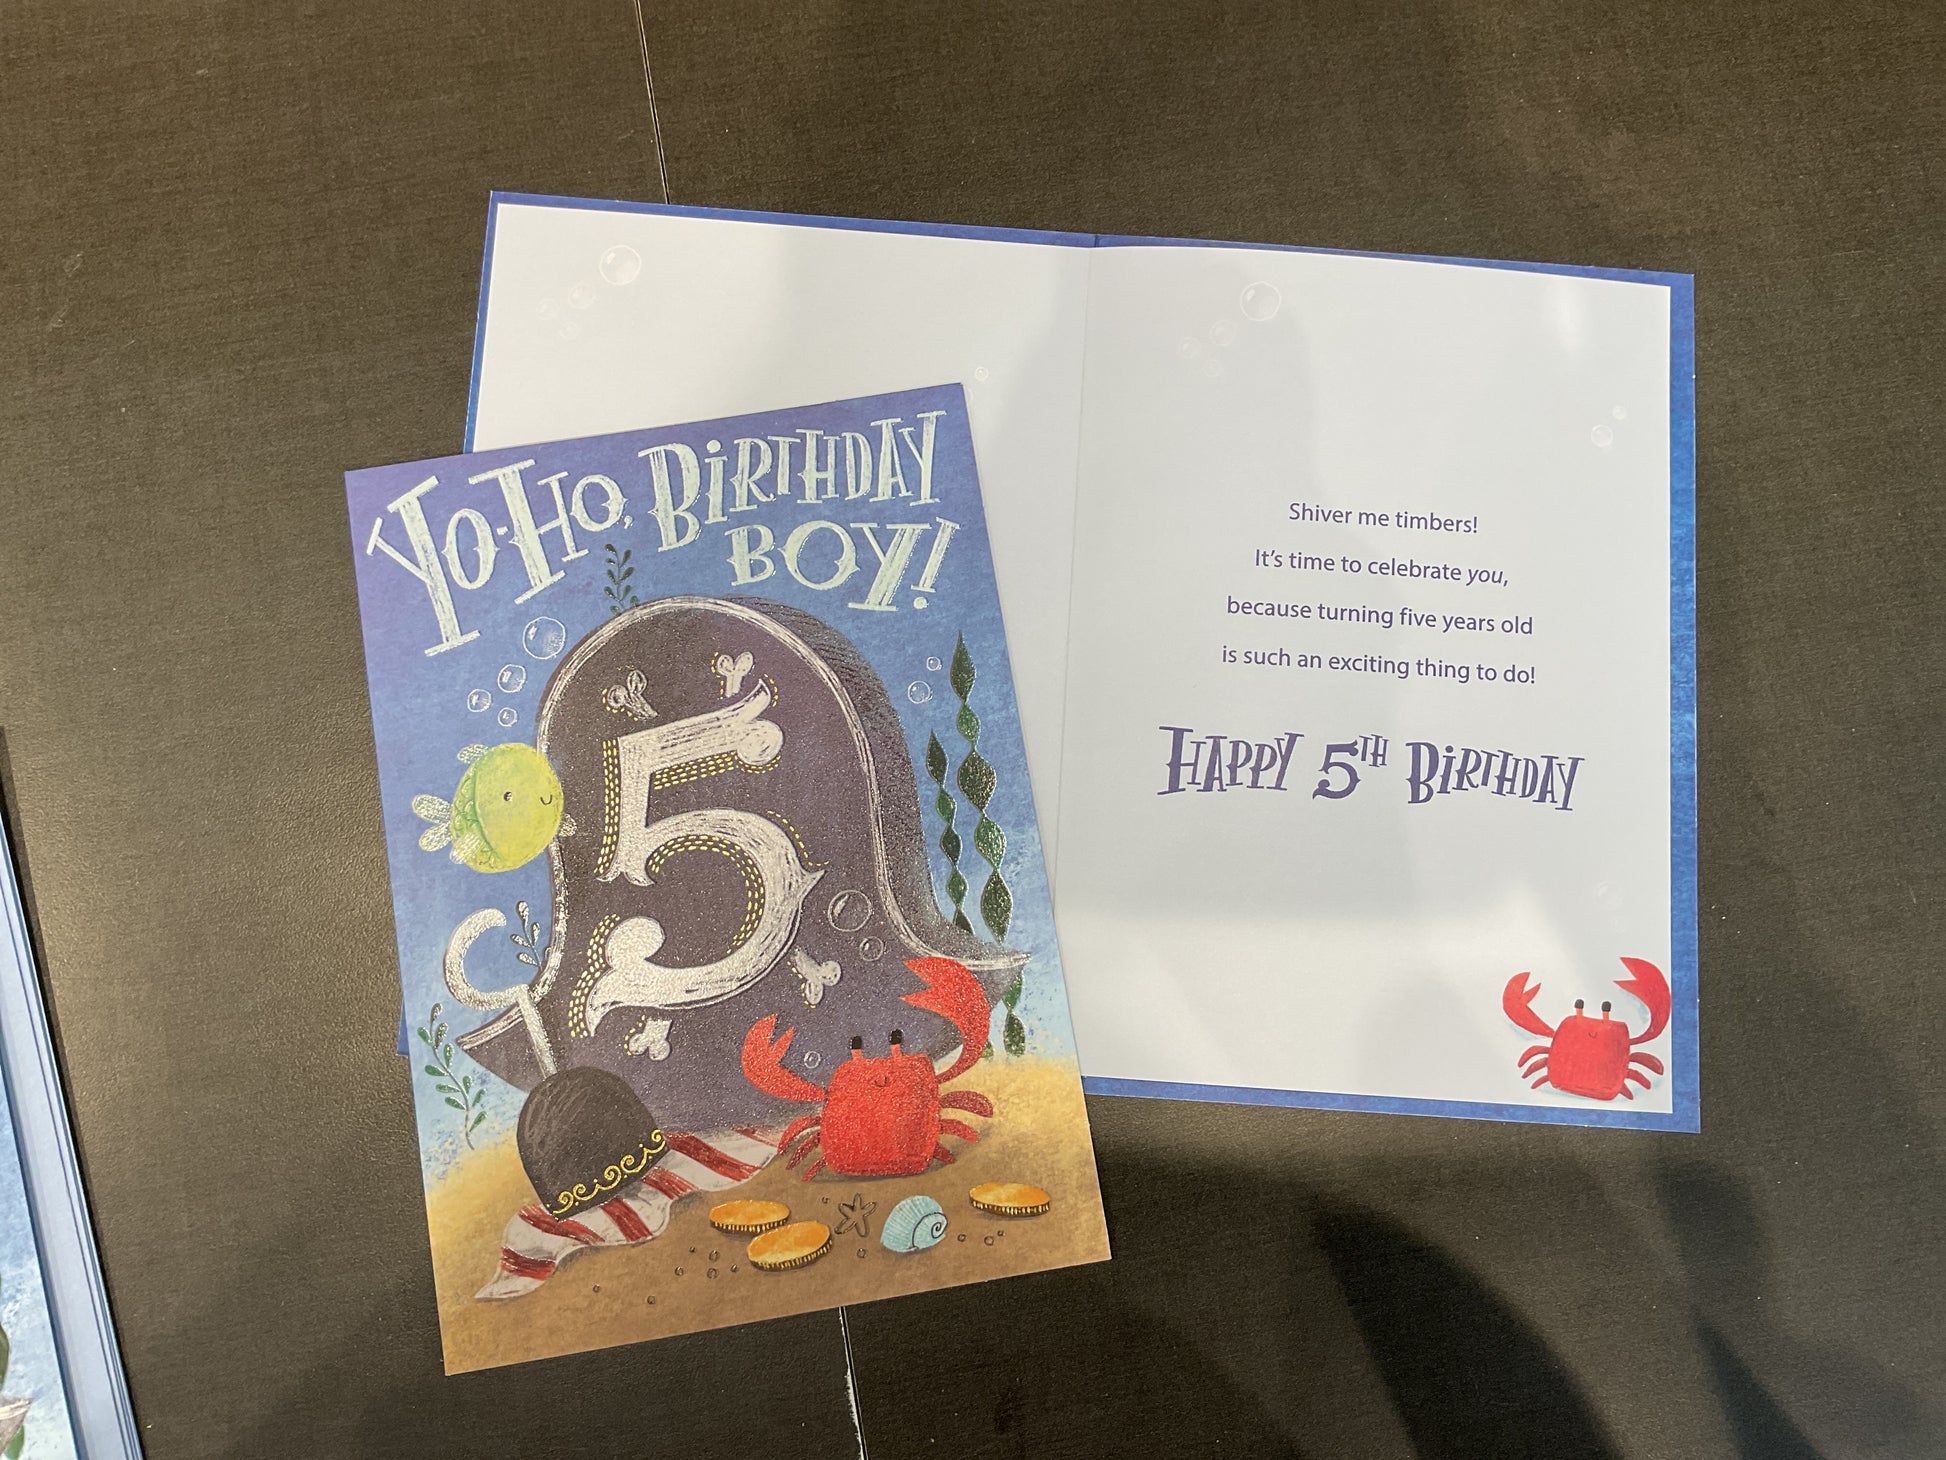 YO-HO, BiRTHDAY
BOY!
5
Shiver me timbers!
It's time to celebrate you,
because turning five years old
is such an exciting thing to do!
HAPPY 5TH BiRTHDAY